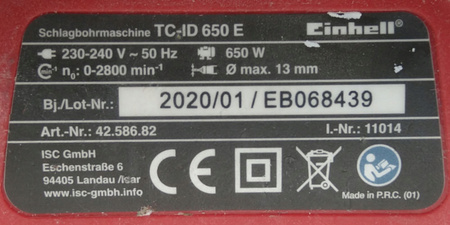 Schlagbohrmaschine TC-ID 650 E
Einhell®
230-240 V ~ 50 Hz 650 W
n₀: 0-2800 min⁻¹ Ø max. 13 mm
Bj./Lot-Nr.: 2020/01/EB068439
Art.-Nr.: 42.586.82 I.-Nr.: 11014
ISC GmbH
Eschenstraße 6
94405 Landau /Isar
www.isc-gmbh.info
CE
Made in P.R.C. (01)